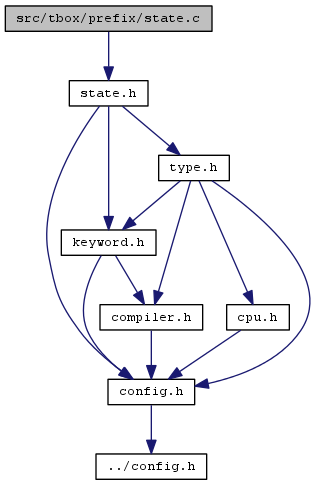 src/tbox/prefix/state.c
state.h
type.h
keyword.h
compiler.h
cpu.h
config.h
../config.h